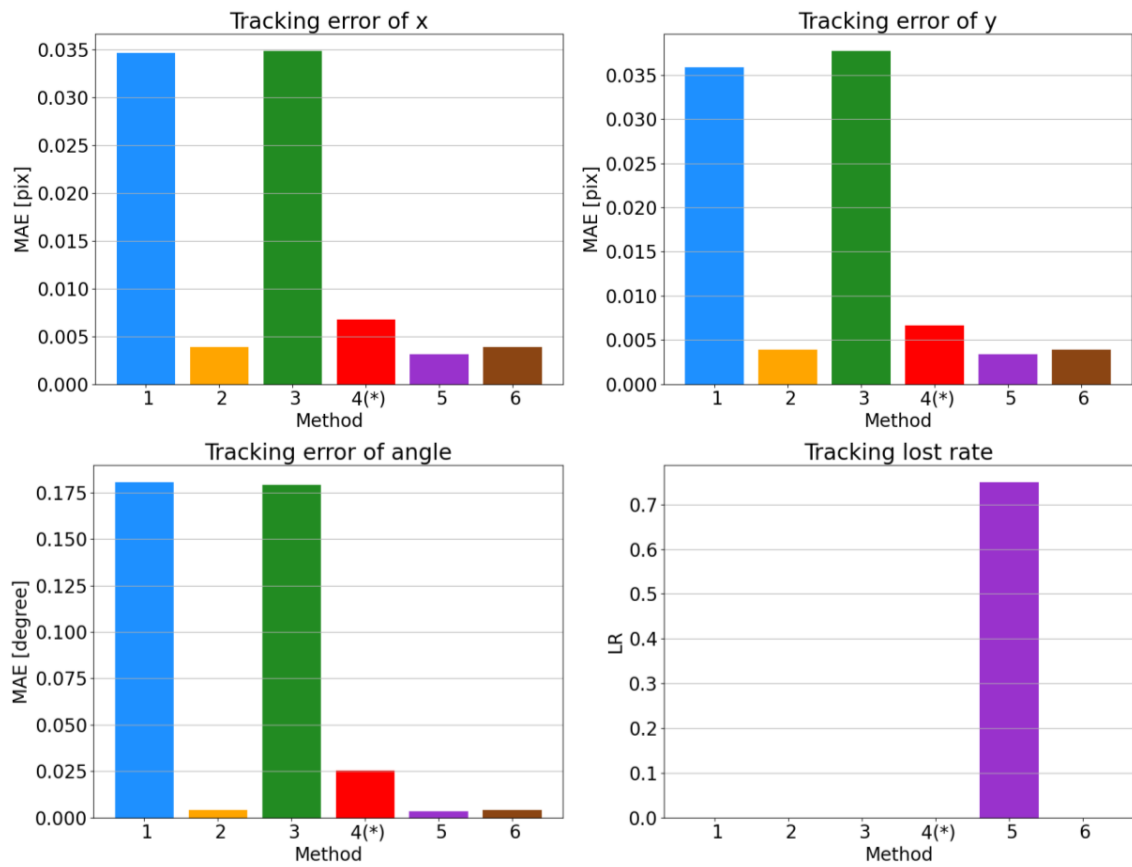 Tracking error of x
MAE [pix]
0.035
0.030
0.025
0.020
0.015
0.010
0.005
0.000
1 2 3 4(*) 5 6
Method
Tracking error of y
MAE [pix]
0.035
0.030
0.025
0.020
0.015
0.010
0.005
0.000
1 2 3 4(*) 5 6
Method
Tracking error of angle
MAE [degree]
0.175
0.150
0.125
0.100
0.075
0.050
0.025
0.000
1 2 3 4(*) 5 6
Method
Tracking lost rate
LR
0.7
0.6
0.5
0.4
0.3
0.2
0.1
0.0
1 2 3 4(*) 5 6
Method